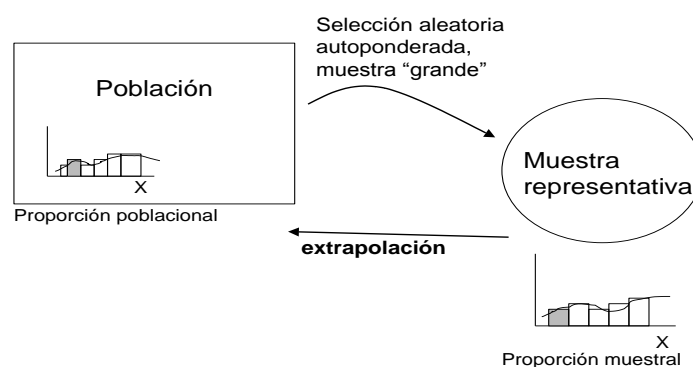 Selección aleatoria
autoponderada,
muestra “grande”
Población
X
Proporción poblacional
Muestra
representativa
extrapolación
X
Proporción muestral